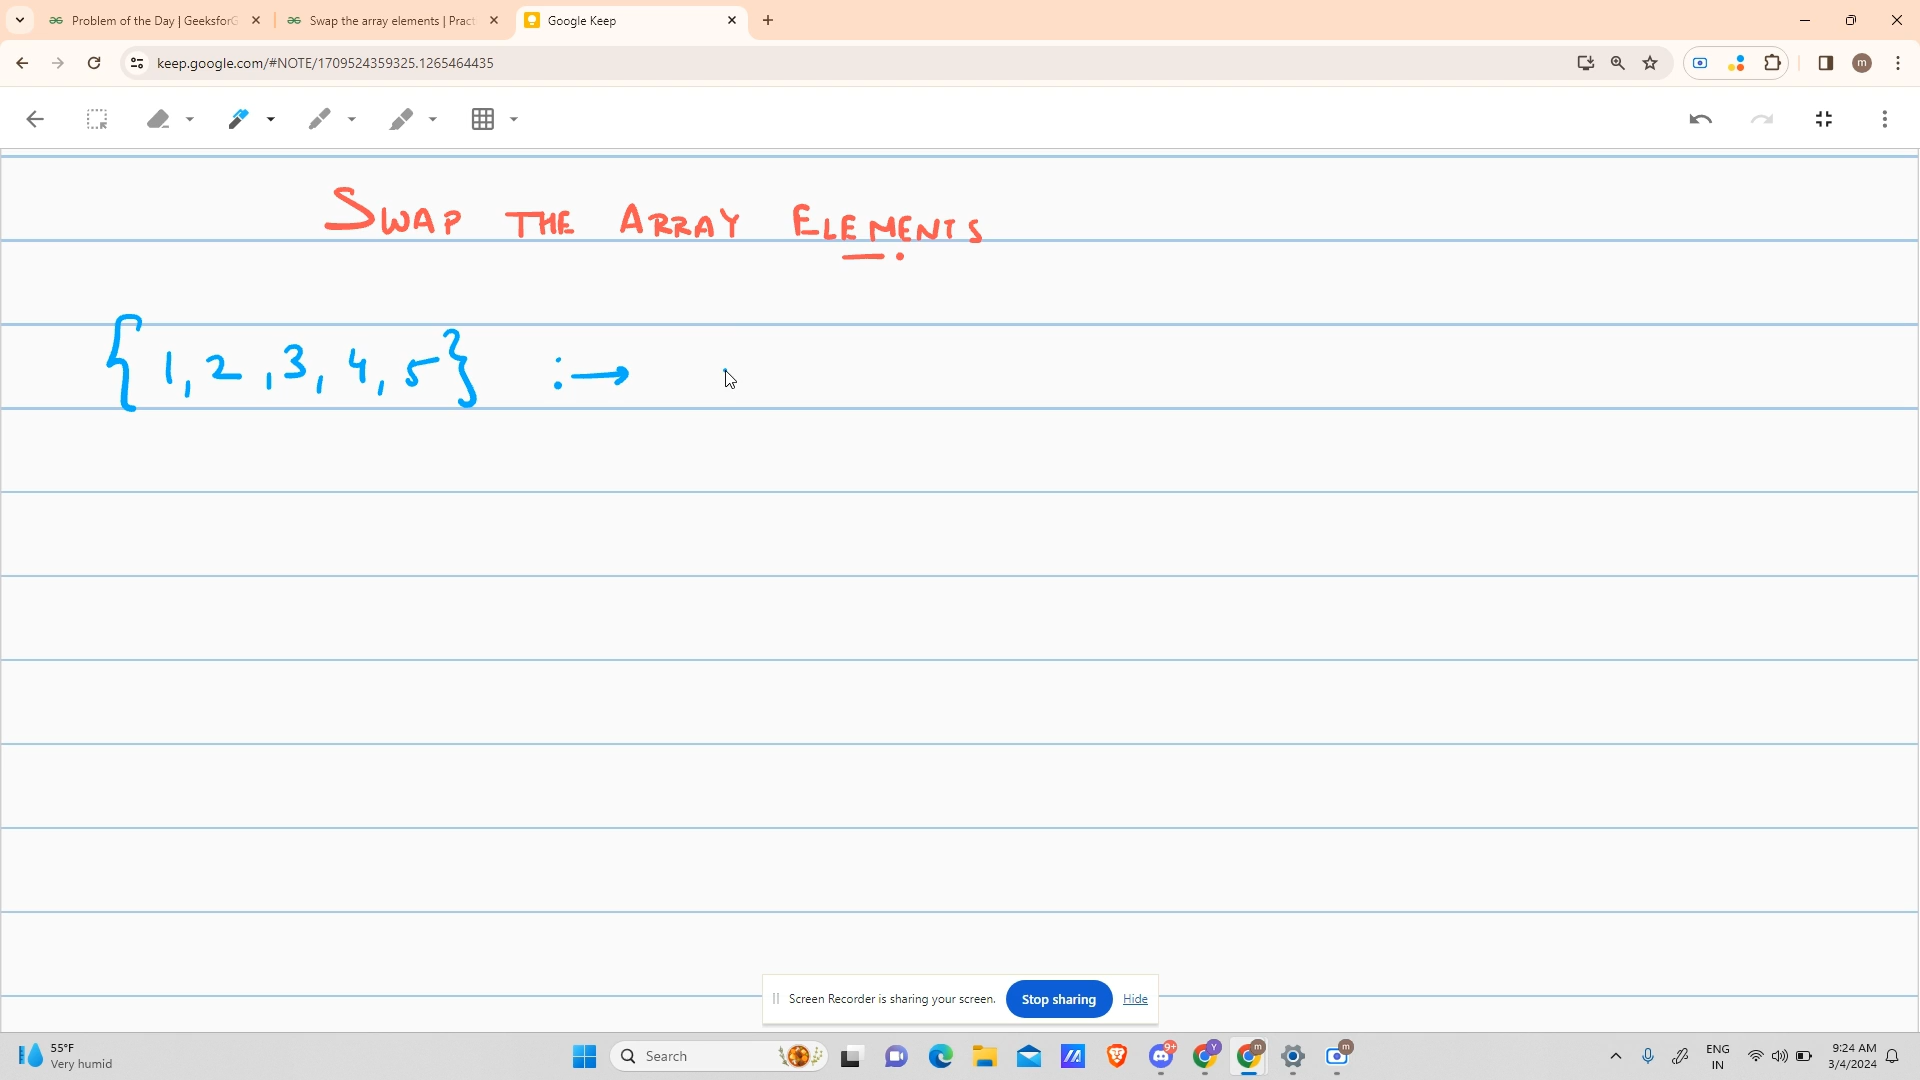 Problem of the Day | GeeksforG
Swap the array elements | Pract
Google Keep
keep.google.com/#NOTE/1709524359325.1265464435
m
SWAP THE ARRAY ELEMENTS
{1, 2, 3, 4, 5} :→
Screen Recorder is sharing your screen.
Stop sharing
Hide
55°F
Very humid
Search
9+
Y
m
m
ENG
IN
9:24 AM
3/4/2024